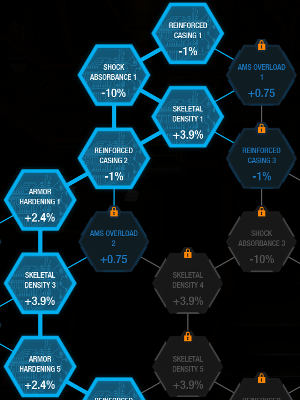 REINFORCED
CASING 1
-1%
SHOCK
ABSORBANCE 1
-10%
AMS OVERLOAD
1
+0.75
SKELETAL
DENSITY 1
+3.9%
REINFORCED
CASING 2
-1%
REINFORCED
CASING 3
-1%
ARMOR
HARDENING 1
+2.4%
AMS OVERLOAD
2
+0.75
SHOCK
ABSORBANCE 3
-10%
SKELETAL
DENSITY 3
+3.9%
SKELETAL
DENSITY 4
+3.9%
ARMOR
HARDENING 5
+2.4%
SKELETAL
DENSITY 5
+3.9%
REINFORCED